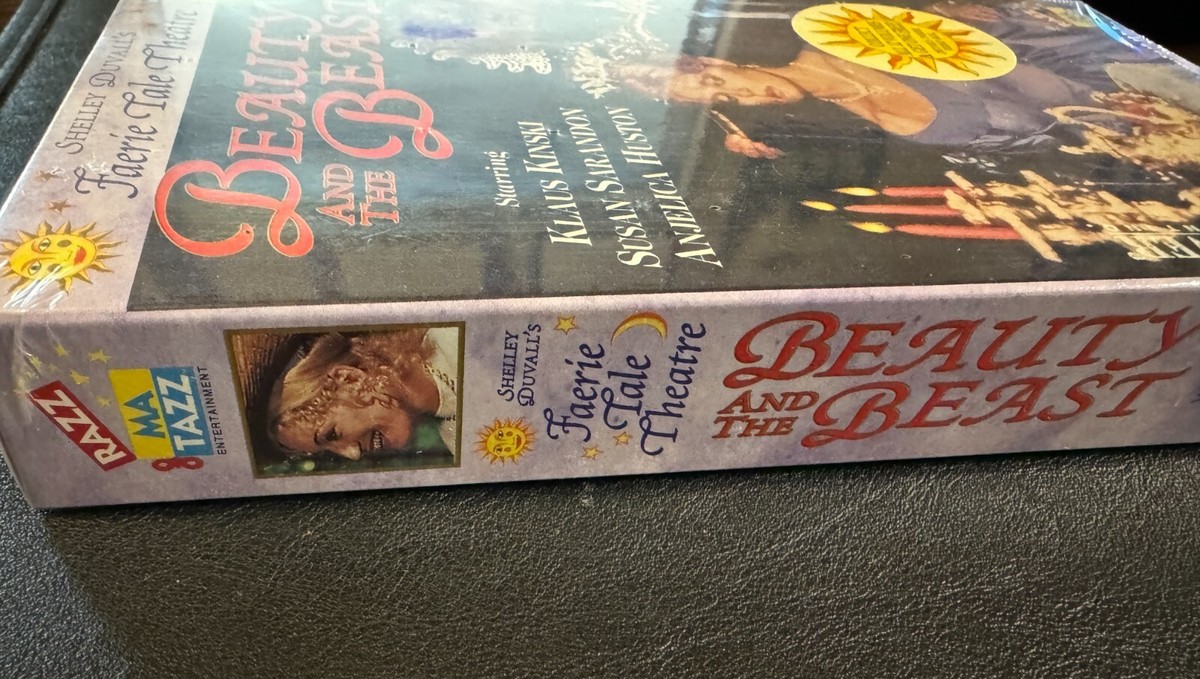 SHELLEY DUVALL'S
Faerie Tale Theatre
BEAUTY
AND
THE BEAST
Starring
KLAUS KINSKI
SUSAN SARANDON
ANJELICA HUSTON
RAZZ
MA
TAZZ
ENTERTAINMENT
SHELLEY
DUVALL'S
Faerie
Tale
Theatre
BEAUTY
AND
THE BEAST